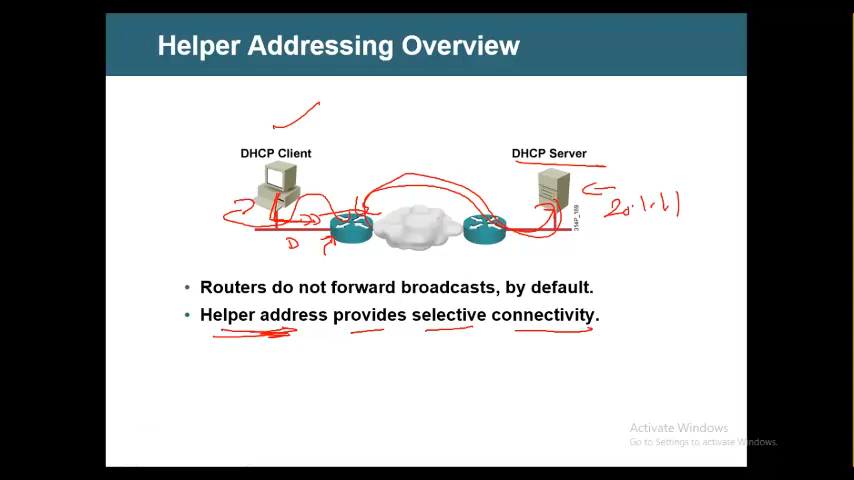 Helper Addressing Overview
DHCP Client
DHCP Server
20.1.1.1
D
314P_169
• Routers do not forward broadcasts, by default.
• Helper address provides selective connectivity.
Activate Windows
Go to Settings to activate Windows.